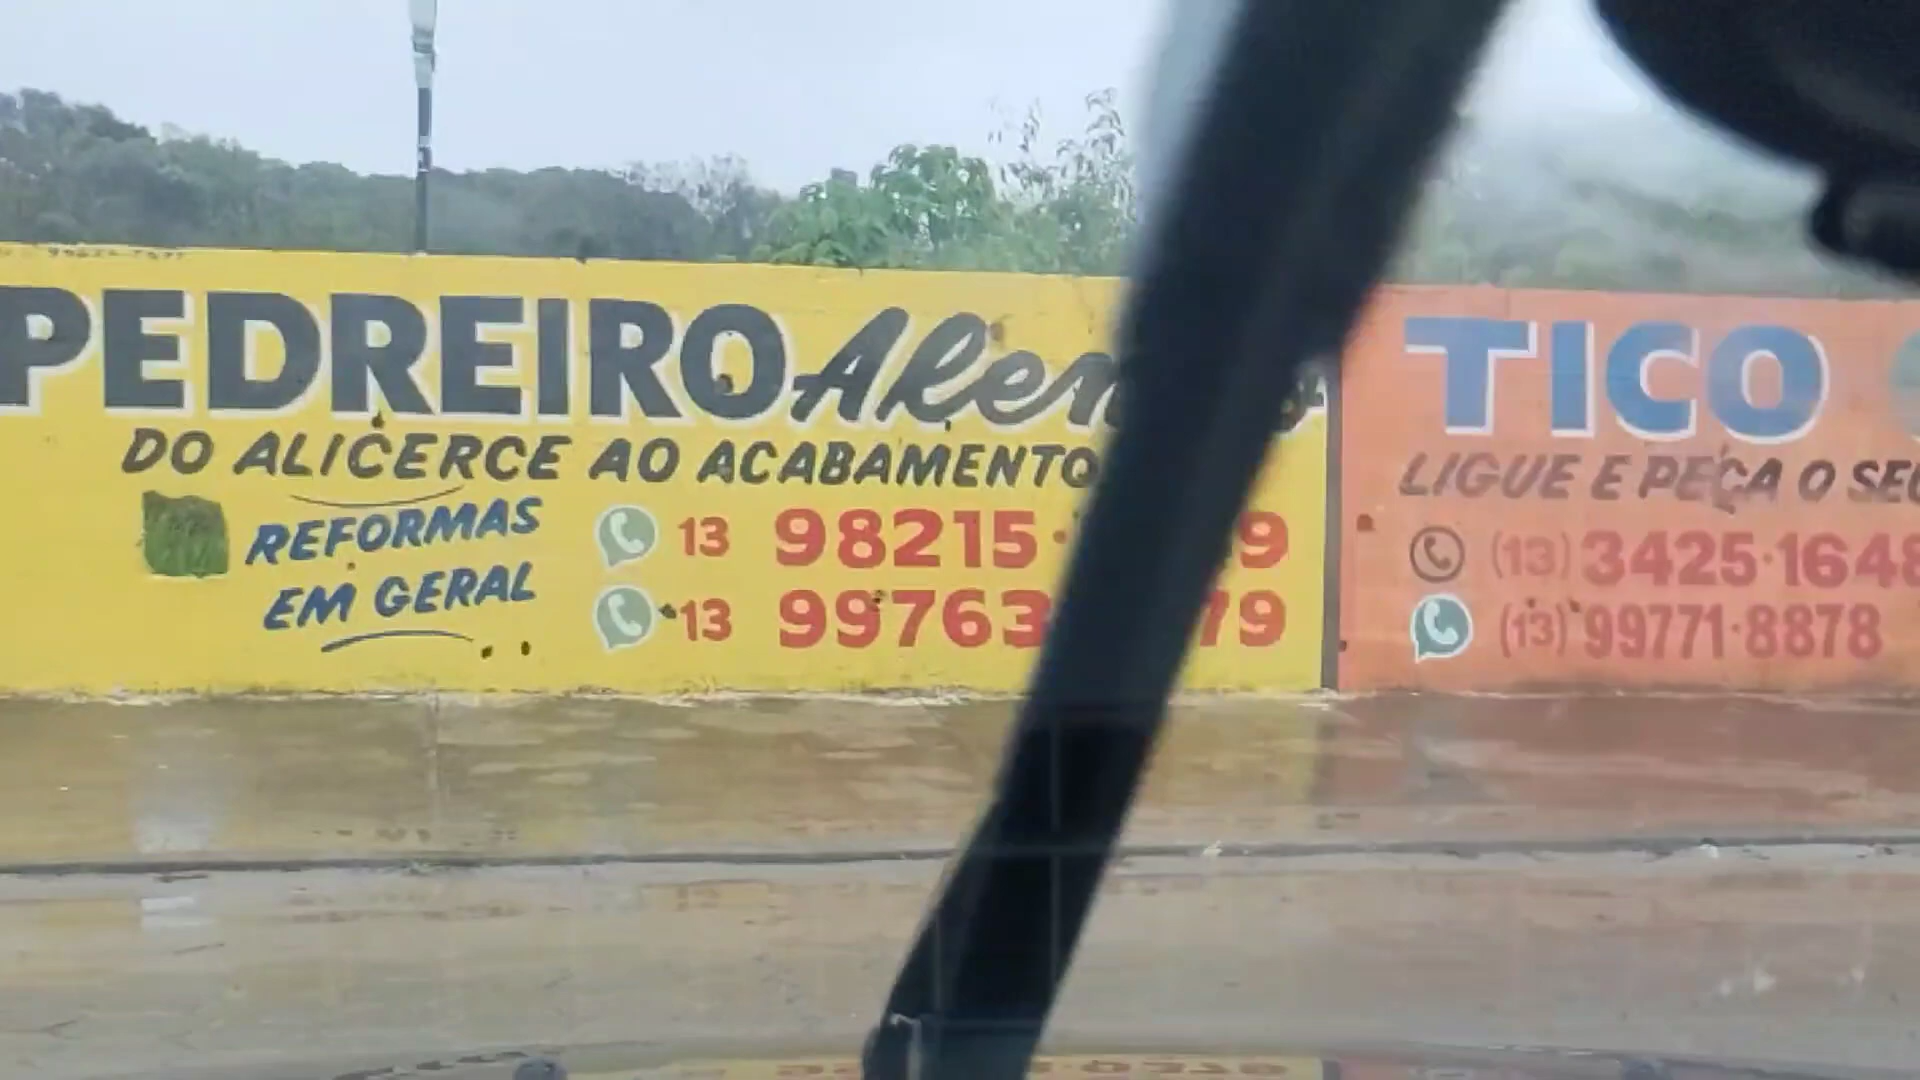 PEDREIRO
DO ALICERCE AO ACABAMENTO
REFORMAS
EM GERAL
13 98215
13 99763
TICO
LIGUE E PEÇA O
(13) 3425·1648
(13) 99771·8878